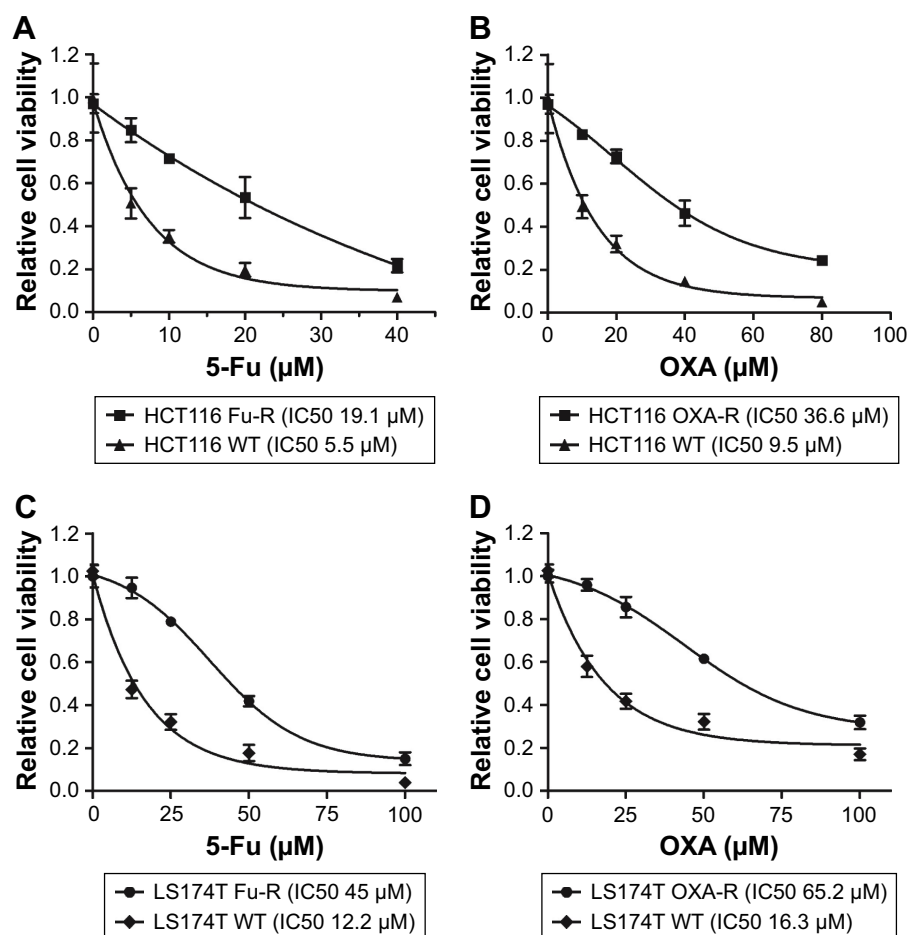 A
Relative cell viability
1.2
1.0
0.8
0.6
0.4
0.2
0.0
0 10 20 30 40
5-Fu (µM)
HCT116 Fu-R (IC50 19.1 µM)
HCT116 WT (IC50 5.5 µM)
B
Relative cell viability
1.2
1.0
0.8
0.6
0.4
0.2
0.0
0 20 40 60 80 100
OXA (µM)
HCT116 OXA-R (IC50 36.6 µM)
HCT116 WT (IC50 9.5 µM)
C
Relative cell viability
1.2
1.0
0.8
0.6
0.4
0.2
0.0
0 25 50 75 100
5-Fu (µM)
LS174T Fu-R (IC50 45 µM)
LS174T WT (IC50 12.2 µM)
D
Relative cell viability
1.2
1.0
0.8
0.6
0.4
0.2
0.0
0 25 50 75 100
OXA (µM)
LS174T OXA-R (IC50 65.2 µM)
LS174T WT (IC50 16.3 µM)